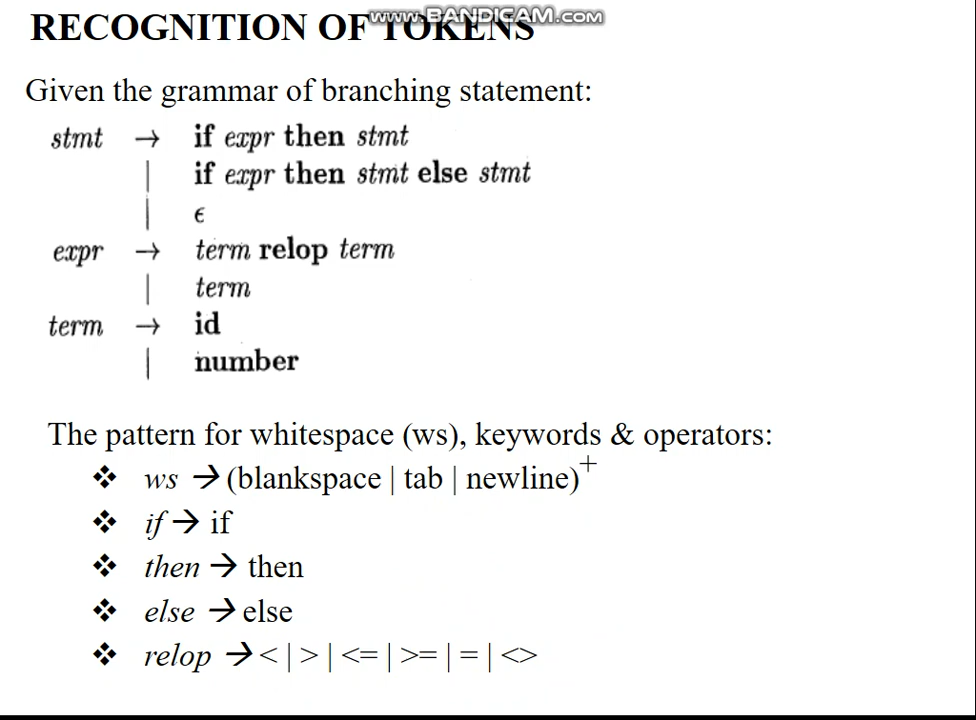 www.BANDICAM.com
RECOGNITION OF TOKENS
Given the grammar of branching statement:
stmt → if expr then stmt
| if expr then stmt else stmt
| ϵ
expr → term relop term
| term
term → id
| number
The pattern for whitespace (ws), keywords & operators:
❖ ws → (blankspace | tab | newline)⁺
❖ if → if
❖ then → then
❖ else → else
❖ relop → < | > | <= | >= | = | <>